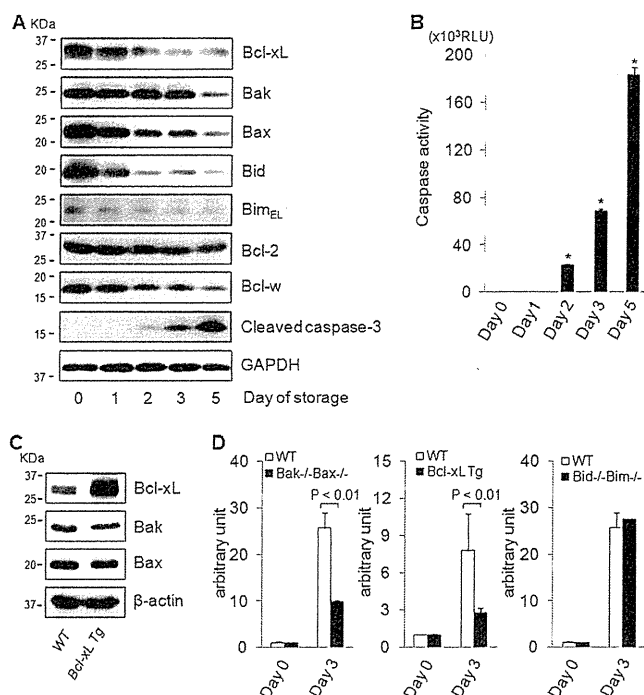 A KDa
37
25
Bcl-xL
25
Bak
25
20
Bax
20
Bid
25
20
BimEL
37
25
Bcl-2
20
15
Bcl-w
15
Cleaved caspase-3
37
GAPDH
0 1 2 3 5 Day of storage
B
(x10³RLU)
Caspase activity
200
160
120
80
40
0
*
*
*
Day 0
Day1
Day 2
Day 3
Day 5
C
KDa
37
25
Bcl-xL
25
Bak
20
Bax
37
β-actin
WT
Bcl-xL Tg
D
WT
Bak-/-Bax-/-
arbitrary unit
40
30
20
10
0
P < 0.01
Day 0
Day 3
WT
Bcl-xL Tg
arbitrary unit
15
12
9
6
3
0
P < 0.01
Day 0
Day 3
WT
Bid-/-Bim-/-
arbitrary unit
40
30
20
10
0
Day 0
Day 3